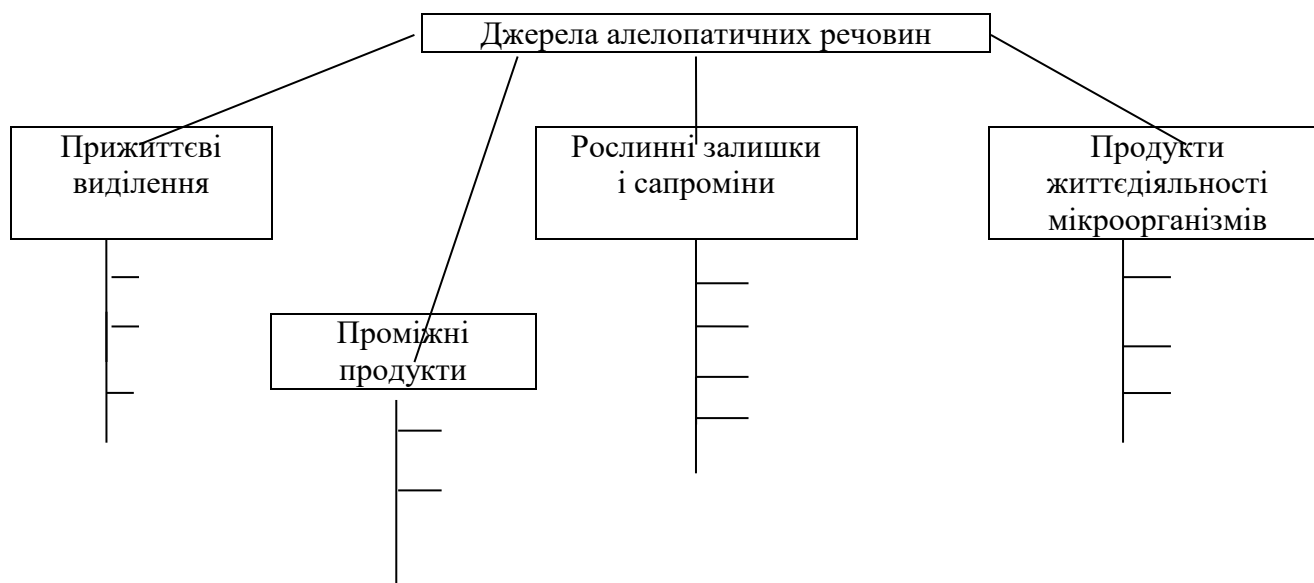 Джерела алелопатичних речовин
Прижиттєві
виділення
Рослинні залишки
і сапроміни
Продукти
життєдіяльності
мікроорганізмів
Проміжні
продукти